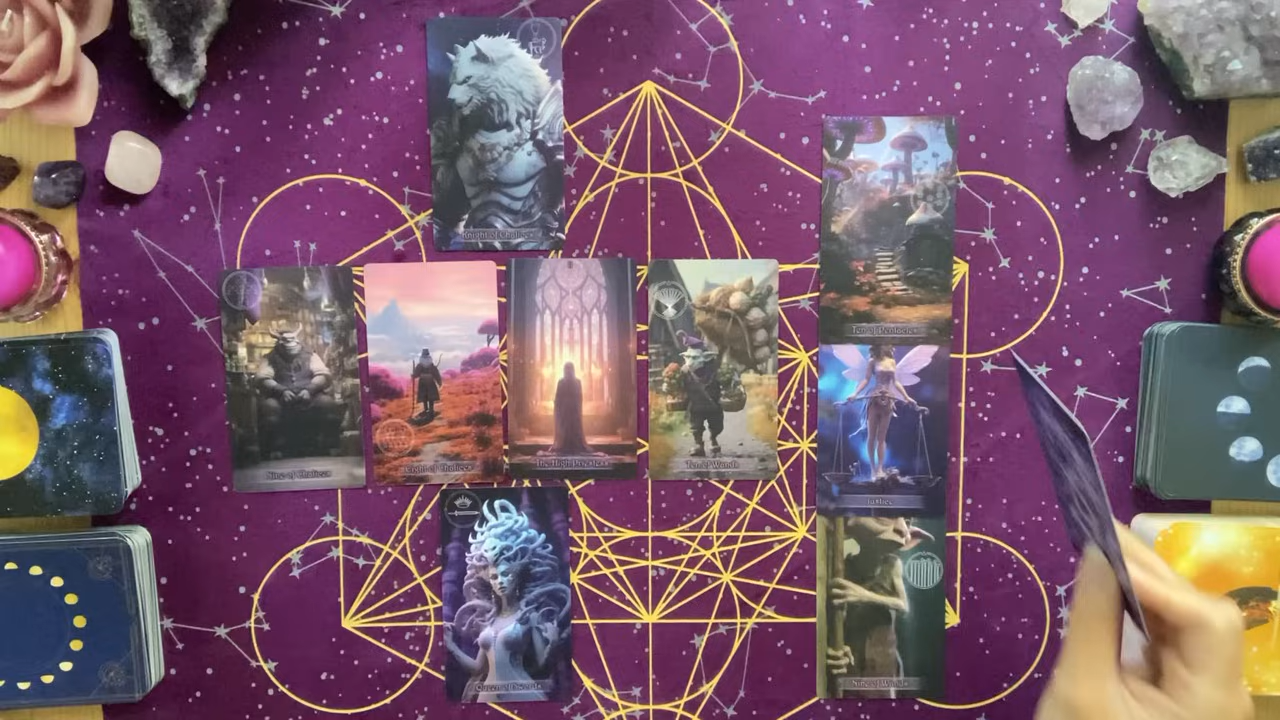 Knight of Chalices
Ten of Pentacles
Nine of Chalices
Eight of Chalices
The High Priestess
Ten of Wands
Justice
Queen of Swords
Nine of Wands